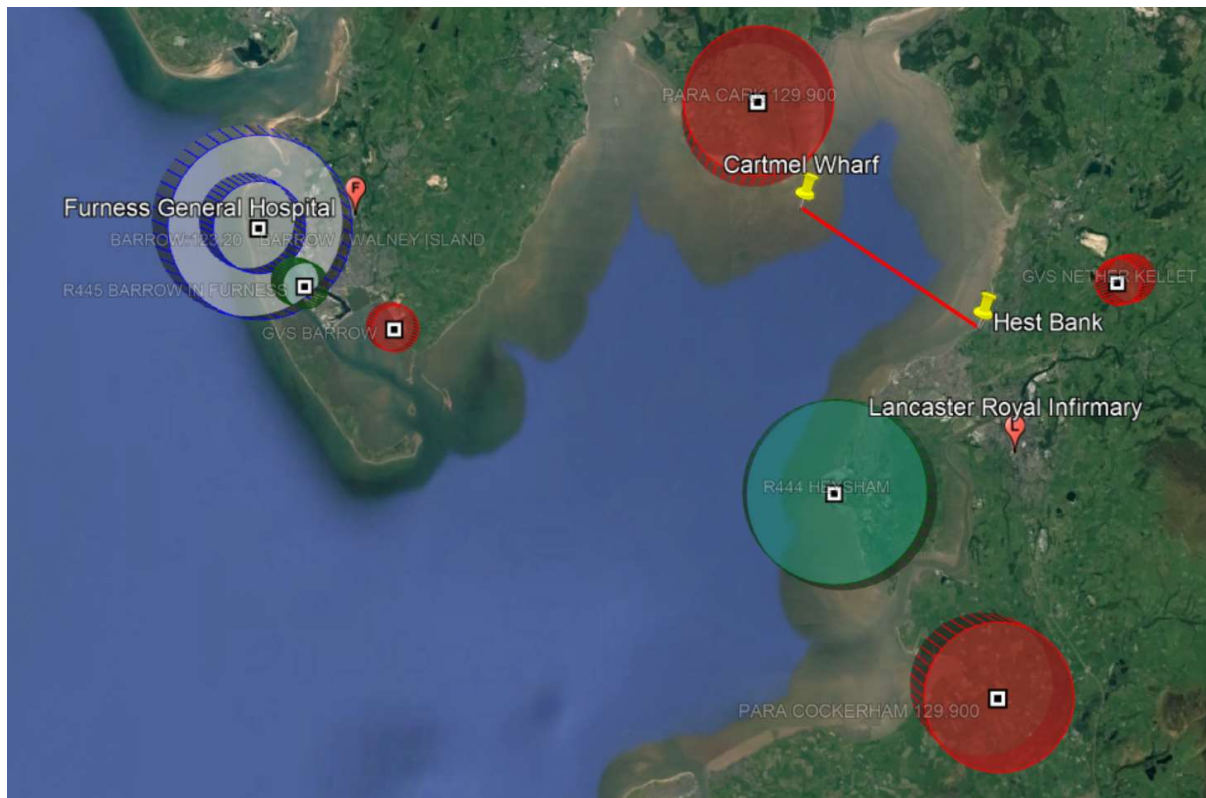 PARA CARK 129.900
Cartmel Wharf
F
Furness General Hospital
BARROW:123.20 BARROW / WALNEY ISLAND
R445 BARROW IN FURNESS
GVS NETHER KELLET
GVS BARROW
Hest Bank
Lancaster Royal Infirmary
L
R444 HEYSHAM
PARA COCKERHAM 129.900